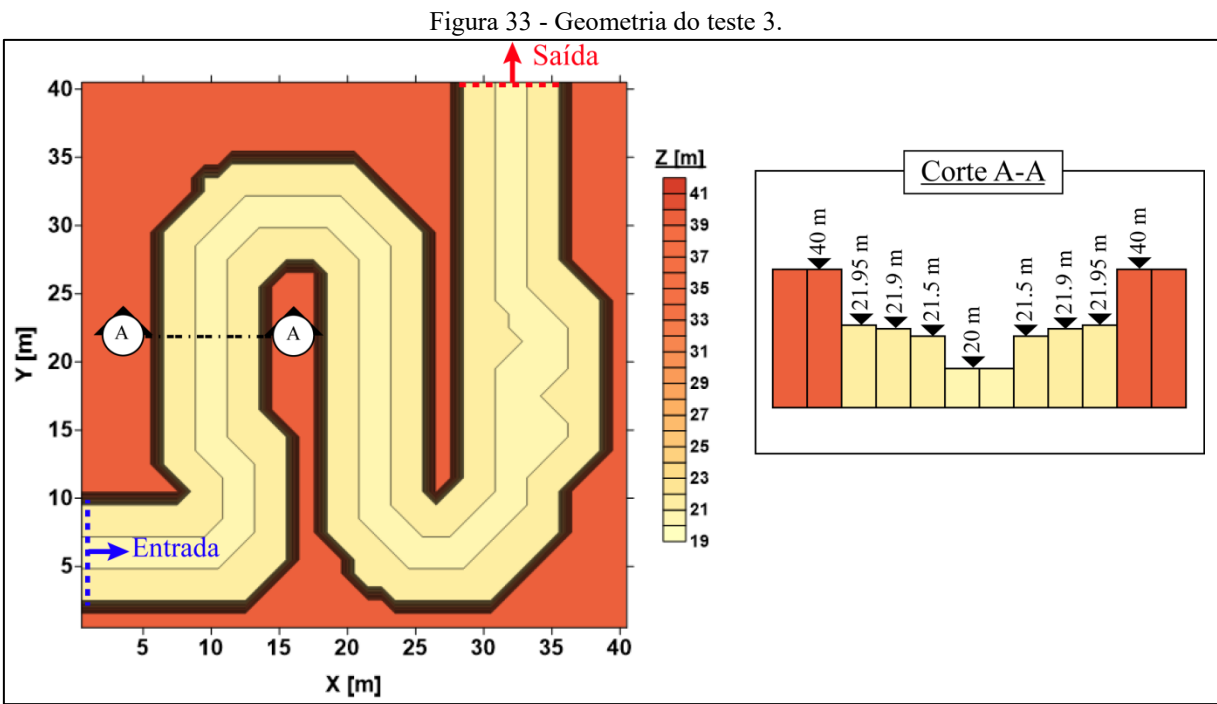 Figura 33 - Geometria do teste 3.
Saída
40
35
30
25
20
15
10
5
Y [m]
A
A
Entrada
5
10
15
20
25
30
35
40
X [m]
Z [m]
41
39
37
35
33
31
29
27
25
23
21
19
Corte A-A
40 m
21.95 m
21.9 m
21.5 m
20 m
21.5 m
21.9 m
21.95 m
40 m